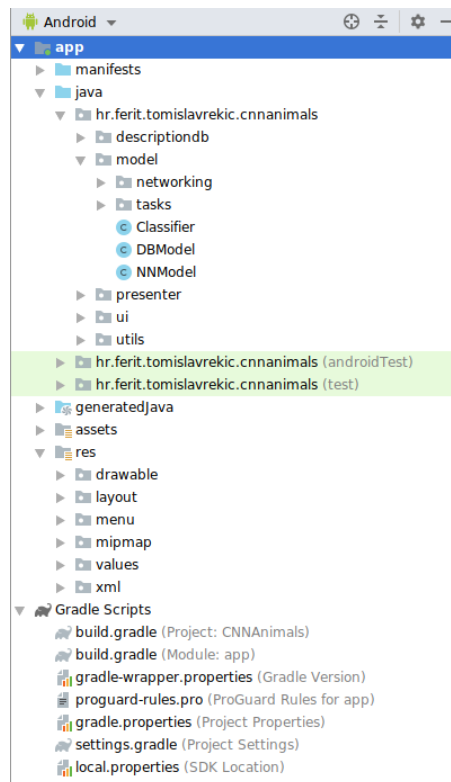 Android
app
manifests
java
hr.ferit.tomislavrekic.cnnanimals
descriptiondb
model
networking
tasks
C Classifier
C DBModel
C NNModel
presenter
ui
utils
hr.ferit.tomislavrekic.cnnanimals (androidTest)
hr.ferit.tomislavrekic.cnnanimals (test)
generatedJava
assets
res
drawable
layout
menu
mipmap
values
xml
Gradle Scripts
build.gradle (Project: CNNAnimals)
build.gradle (Module: app)
gradle-wrapper.properties (Gradle Version)
proguard-rules.pro (ProGuard Rules for app)
gradle.properties (Project Properties)
settings.gradle (Project Settings)
local.properties (SDK Location)